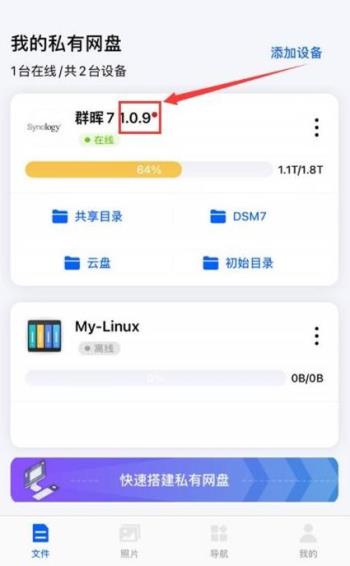 我的私有网盘
添加设备
1台在线/共2台设备
Synology
群晖7 1.0.9
在线
64%
1.1T/1.8T
共享目录
DSM7
云盘
初始目录
My-Linux
离线
0%
0B/0B
快速搭建私有网盘
文件
照片
导航
我的